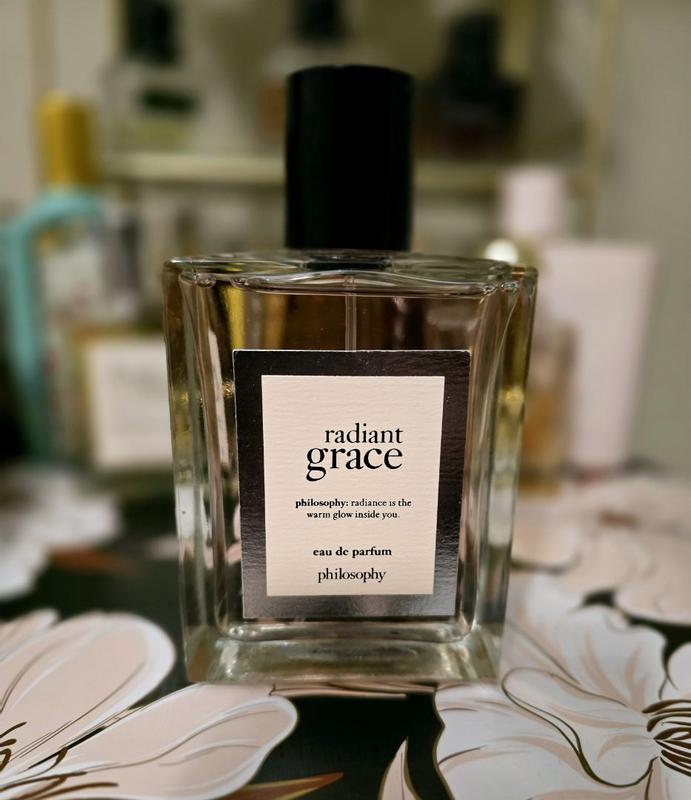 radiant
grace
philosophy: radiance is the
warm glow inside you.
eau de parfum
philosophy